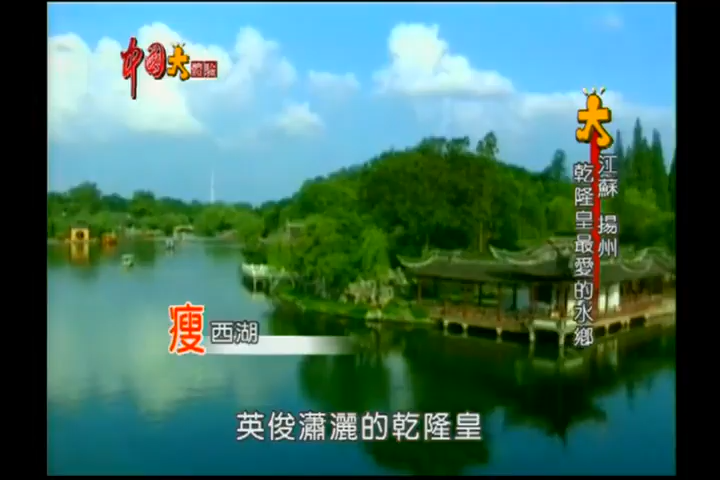 中國大體驗
大江蘇 揚州
乾隆皇最愛的水鄉
瘦西湖
英俊瀟灑的乾隆皇